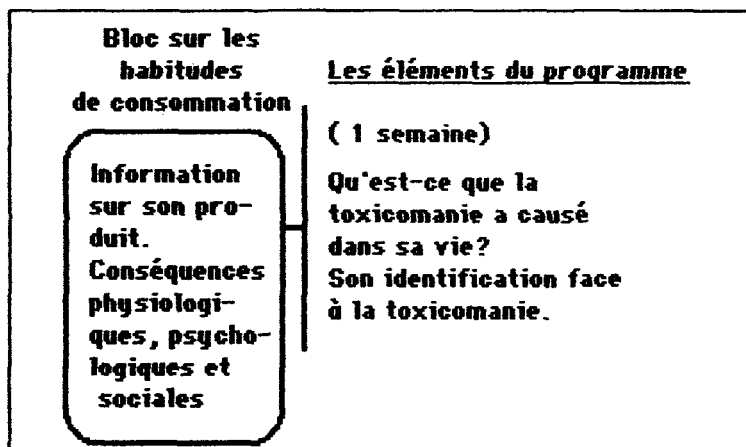 Bloc sur les
habitudes
de consommation
Information
sur son pro-
duit.
Conséquences
physiologi-
ques, psycho-
logiques et
sociales
Les éléments du programme
( 1 semaine)
Qu'est-ce que la
toxicomanie a causé
dans sa vie?
Son identification face
à la toxicomanie.